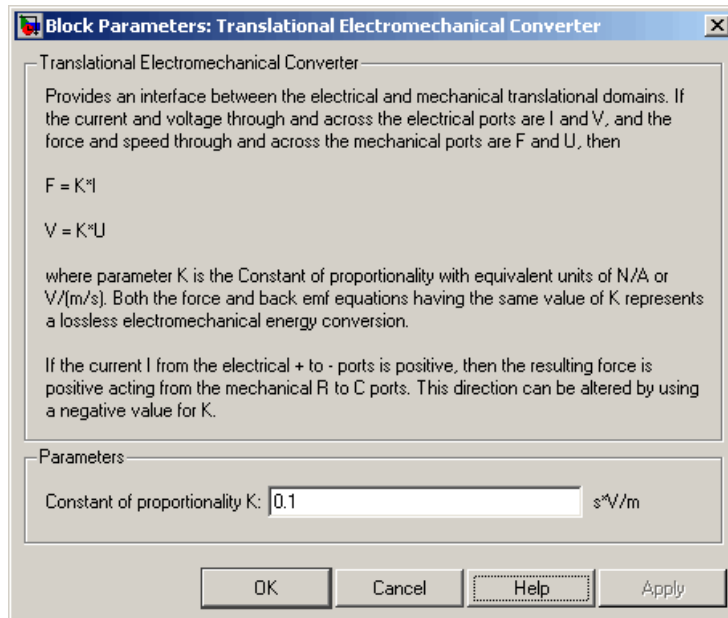 Block Parameters: Translational Electromechanical Converter
Translational Electromechanical Converter
Provides an interface between the electrical and mechanical translational domains. If
the current and voltage through and across the electrical ports are I and V, and the
force and speed through and across the mechanical ports are F and U, then
F = K*I
V = K*U
where parameter K is the Constant of proportionality with equivalent units of N/A or
V/(m/s). Both the force and back emf equations having the same value of K represents
a lossless electromechanical energy conversion.
If the current I from the electrical + to - ports is positive, then the resulting force is
positive acting from the mechanical R to C ports. This direction can be altered by using
a negative value for K.
Parameters
Constant of proportionality K: 0.1 s*V/m
OK Cancel Help Apply